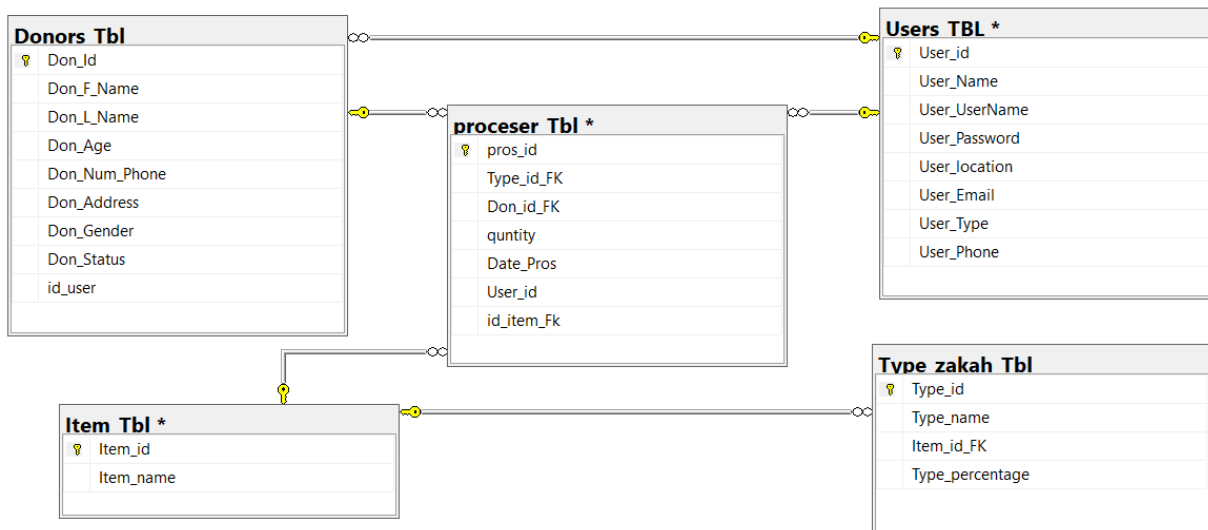 Donors_Tbl
Don_Id
Don_F_Name
Don_L_Name
Don_Age
Don_Num_Phone
Don_Address
Don_Gender
Don_Status
id_user
proceser_Tbl *
pros_id
Type_id_FK
Don_id_FK
quntity
Date_Pros
User_id
id_item_Fk
Users_TBL *
User_id
User_Name
User_UserName
User_Password
User_location
User_Email
User_Type
User_Phone
Item_Tbl *
Item_id
Item_name
Type_zakah_Tbl
Type_id
Type_name
Item_id_FK
Type_percentage